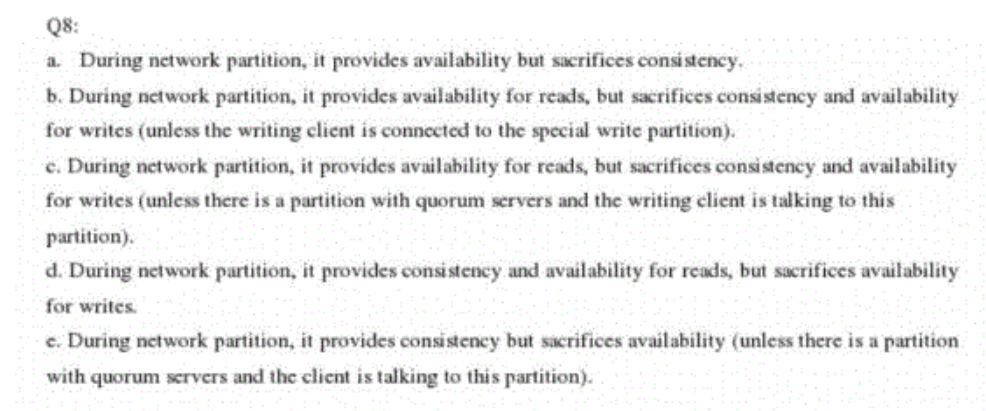 Q8:
a. During network partition, it provides availability but sacrifices consistency.
b. During network partition, it provides availability for reads, but sacrifices consistency and availability
for writes (unless the writing client is connected to the special write partition).
c. During network partition, it provides availability for reads, but sacrifices consistency and availability
for writes (unless there is a partition with quorum servers and the writing client is talking to this
partition).
d. During network partition, it provides consistency and availability for reads, but sacrifices availability
for writes.
e. During network partition, it provides consistency but sacrifices availability (unless there is a partition
with quorum servers and the client is talking to this partition).